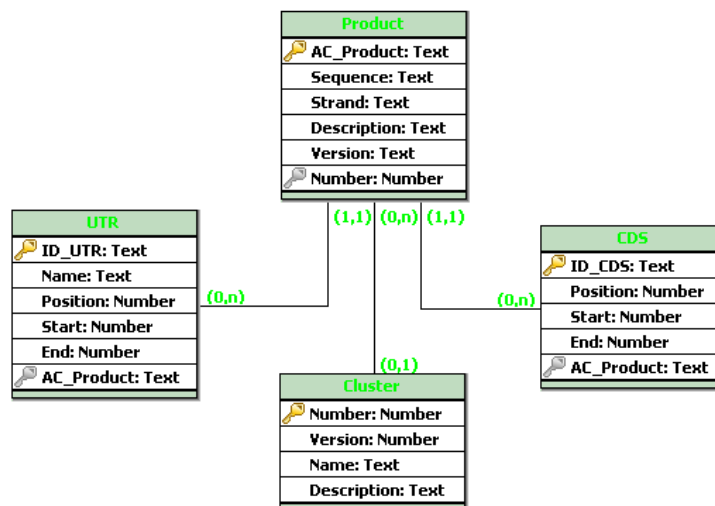 Product
AC_Product: Text
Sequence: Text
Strand: Text
Description: Text
Version: Text
Number: Number
(1,1) (0,n) (1,1)
UTR
ID_UTR: Text
Name: Text
Position: Number
Start: Number
End: Number
AC_Product: Text
(0,n)
CDS
ID_CDS: Text
Position: Number
Start: Number
End: Number
AC_Product: Text
(0,n)
(0,1)
Cluster
Number: Number
Version: Number
Name: Text
Description: Text